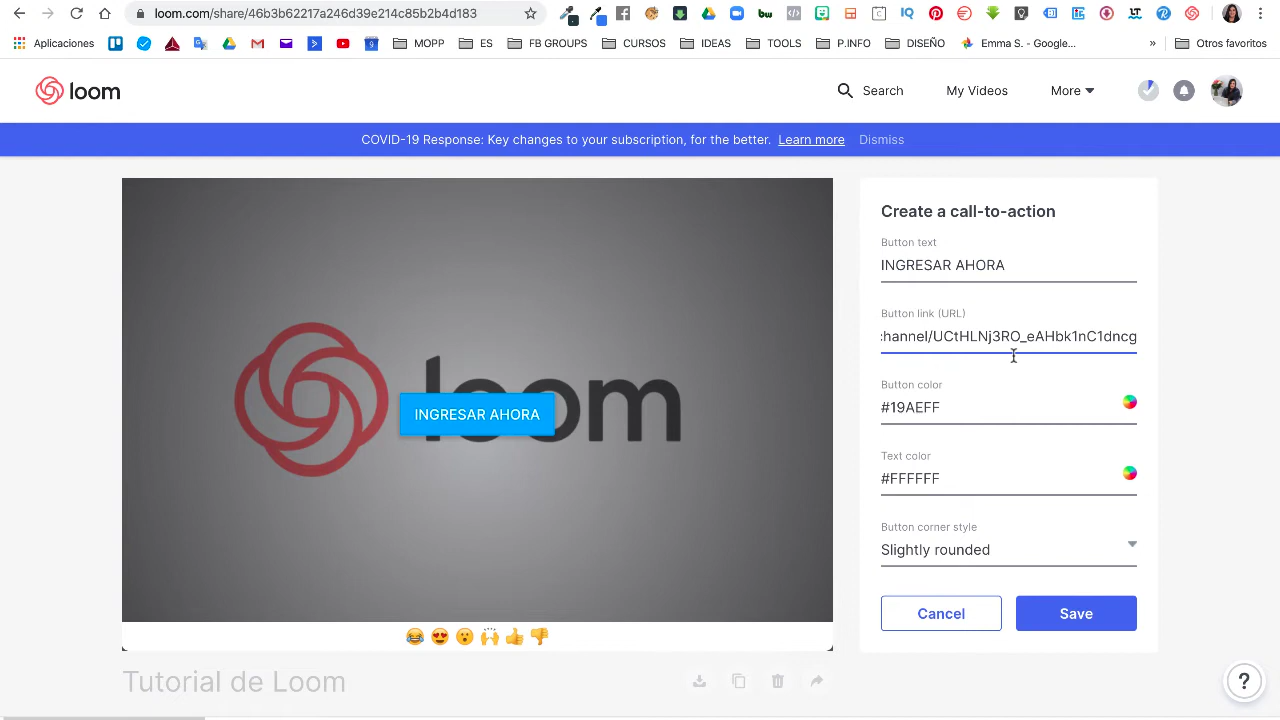 loom.com/share/46b3b62217a246d39e214c85b2b4d183
Aplicaciones
MOPP
ES
FB GROUPS
CURSOS
IDEAS
TOOLS
P.INFO
DISEÑO
Emma S. - Google...
»
Otros favoritos
loom
Search
My Videos
More
COVID-19 Response: Key changes to your subscription, for the better. Learn more Dismiss
loom
INGRESAR AHORA
Create a call-to-action
Button text
INGRESAR AHORA
Button link (URL)
:hannel/UCtHLNj3RO_eAHbk1nC1dncg
Button color
#19AEFF
Text color
#FFFFFF
Button corner style
Slightly rounded
Cancel
Save
Tutorial de Loom
?